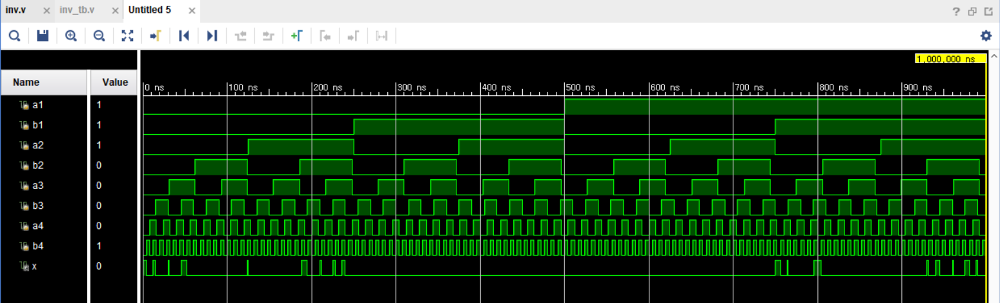 inv.v × inv_tb.v × Untitled 5 ×
1,000,000 ns
Name Value
0 ns 100 ns 200 ns 300 ns 400 ns 500 ns 600 ns 700 ns 800 ns 900 ns
a1 1
b1 1
a2 1
b2 0
a3 0
b3 0
a4 0
b4 1
x 0